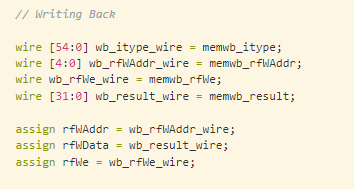 // Writing Back
wire [54:0] wb_itype_wire = memwb_itype;
wire [4:0] wb_rfWAddr_wire = memwb_rfWAddr;
wire wb_rfWe_wire = memwb_rfWe;
wire [31:0] wb_result_wire = memwb_result;
assign rfWAddr = wb_rfWAddr_wire;
assign rfWData = wb_result_wire;
assign rfWe = wb_rfWe_wire;